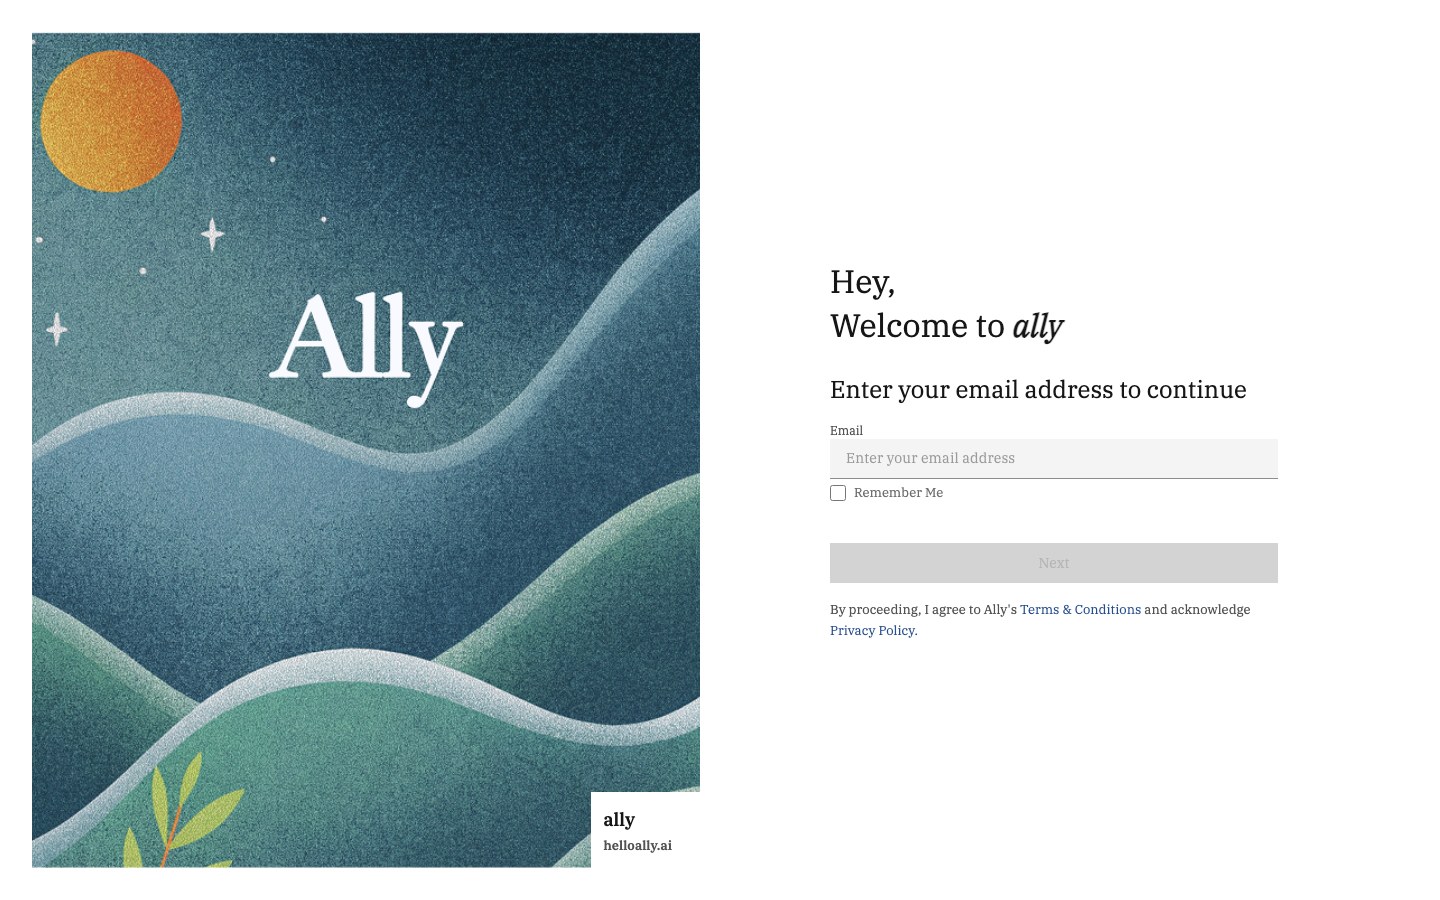 Ally
ally
helloally.ai
Hey,
Welcome to ally
Enter your email address to continue
Email
Enter your email address
Remember Me
Next
By proceeding, I agree to Ally's Terms & Conditions and acknowledge
Privacy Policy.